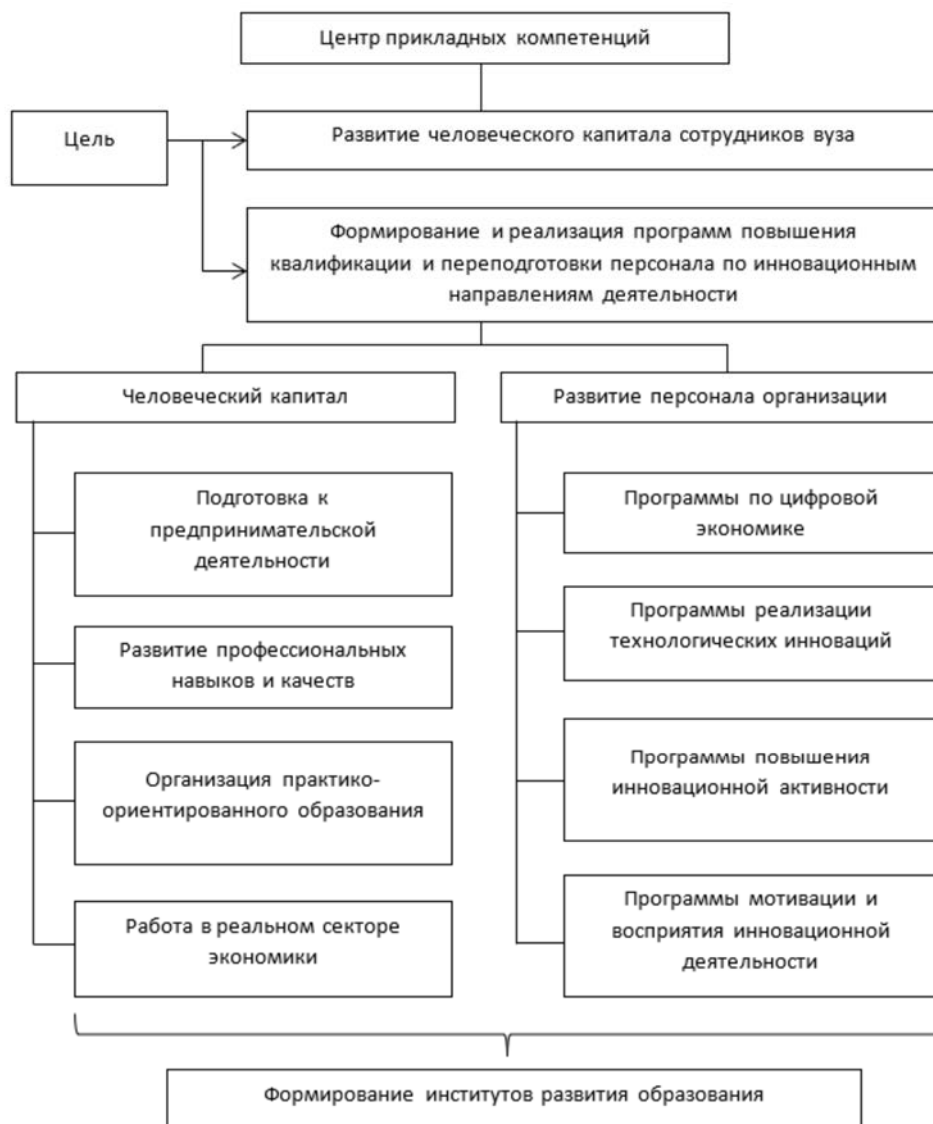 Центр прикладных компетенций
Цель
Развитие человеческого капитала сотрудников вуза
Формирование и реализация программ повышения
квалификации и переподготовки персонала по инновационным
направлениям деятельности
Человеческий капитал
Подготовка к
предпринимательской
деятельности
Развитие профессиональных
навыков и качеств
Организация практико-
ориентированного образования
Работа в реальном секторе
экономики
Развитие персонала организации
Программы по цифровой
экономике
Программы реализации
технологических инноваций
Программы повышения
инновационной активности
Программы мотивации и
восприятия инновационной
деятельности
Формирование институтов развития образования